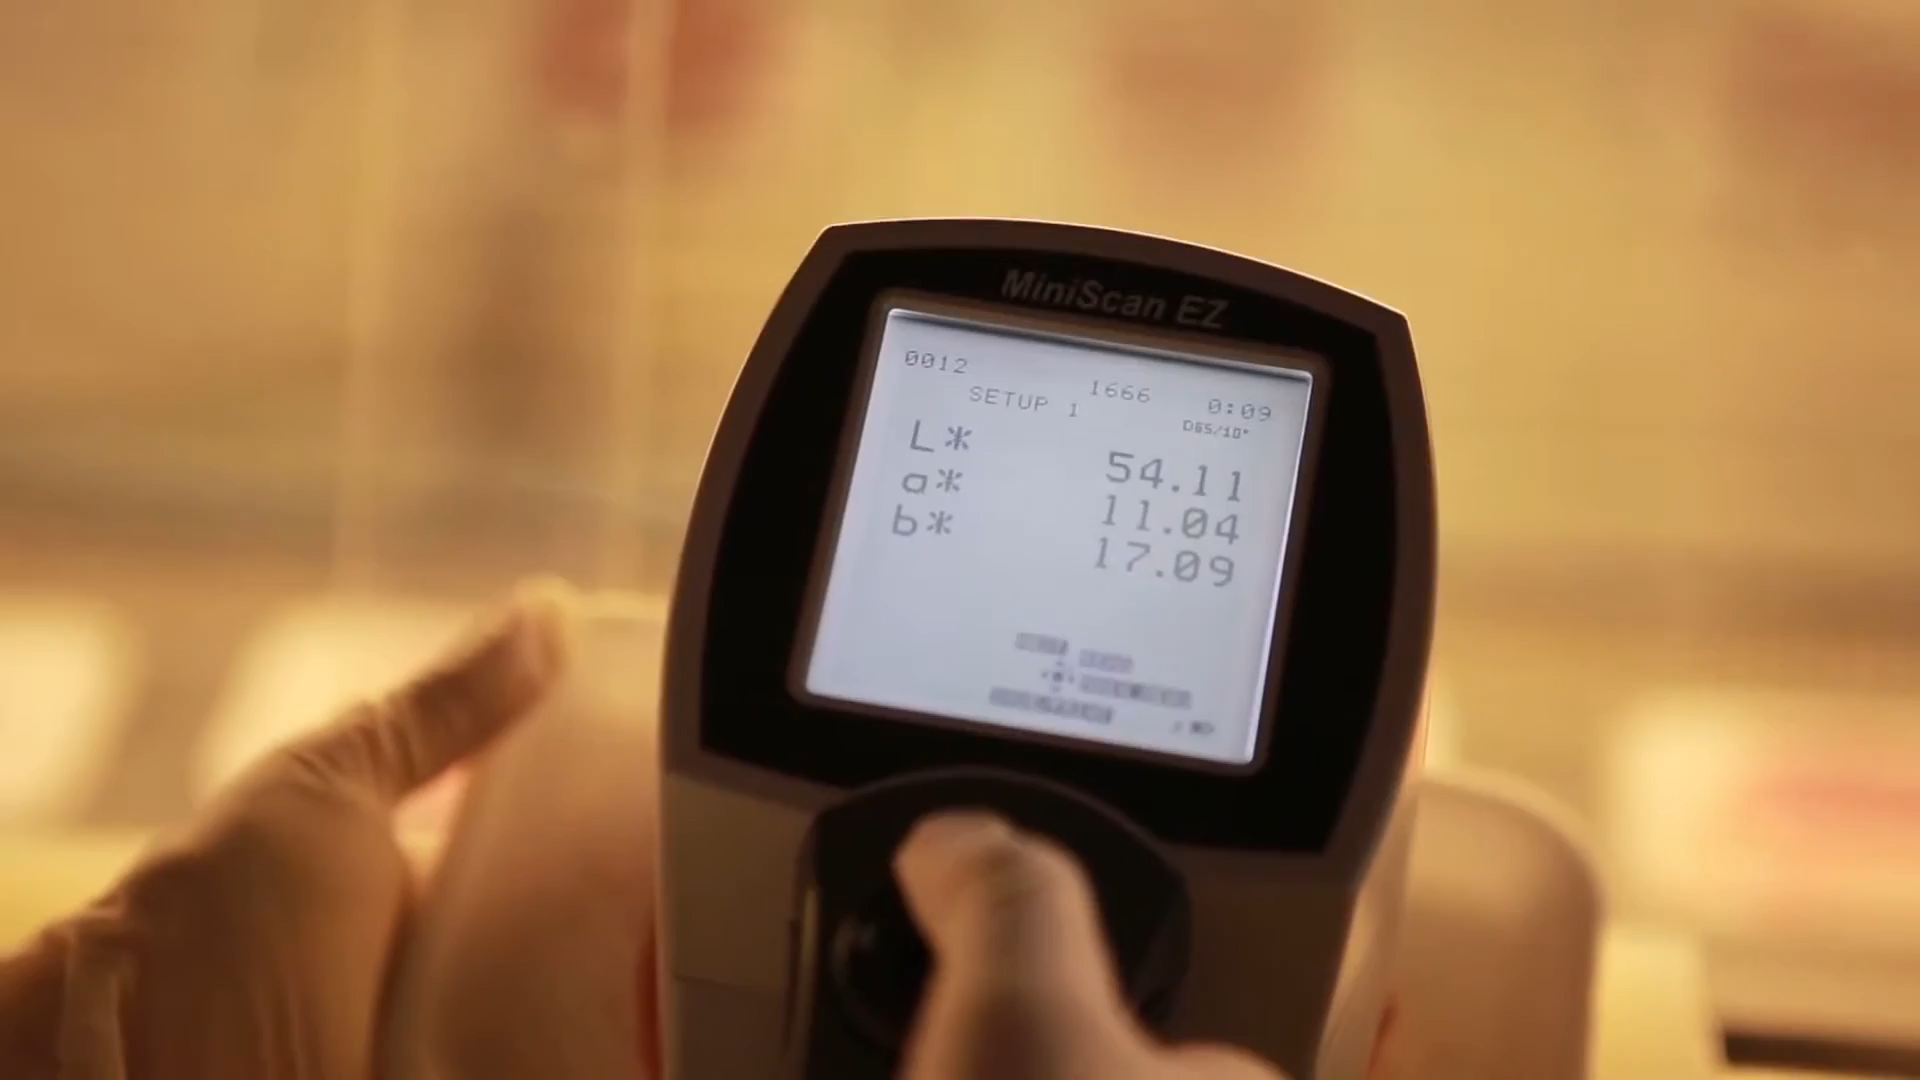 MiniScan EZ
0012 1666 0:09
SETUP 1 D65/10°
L* 54.11
a* 11.04
b* 17.09